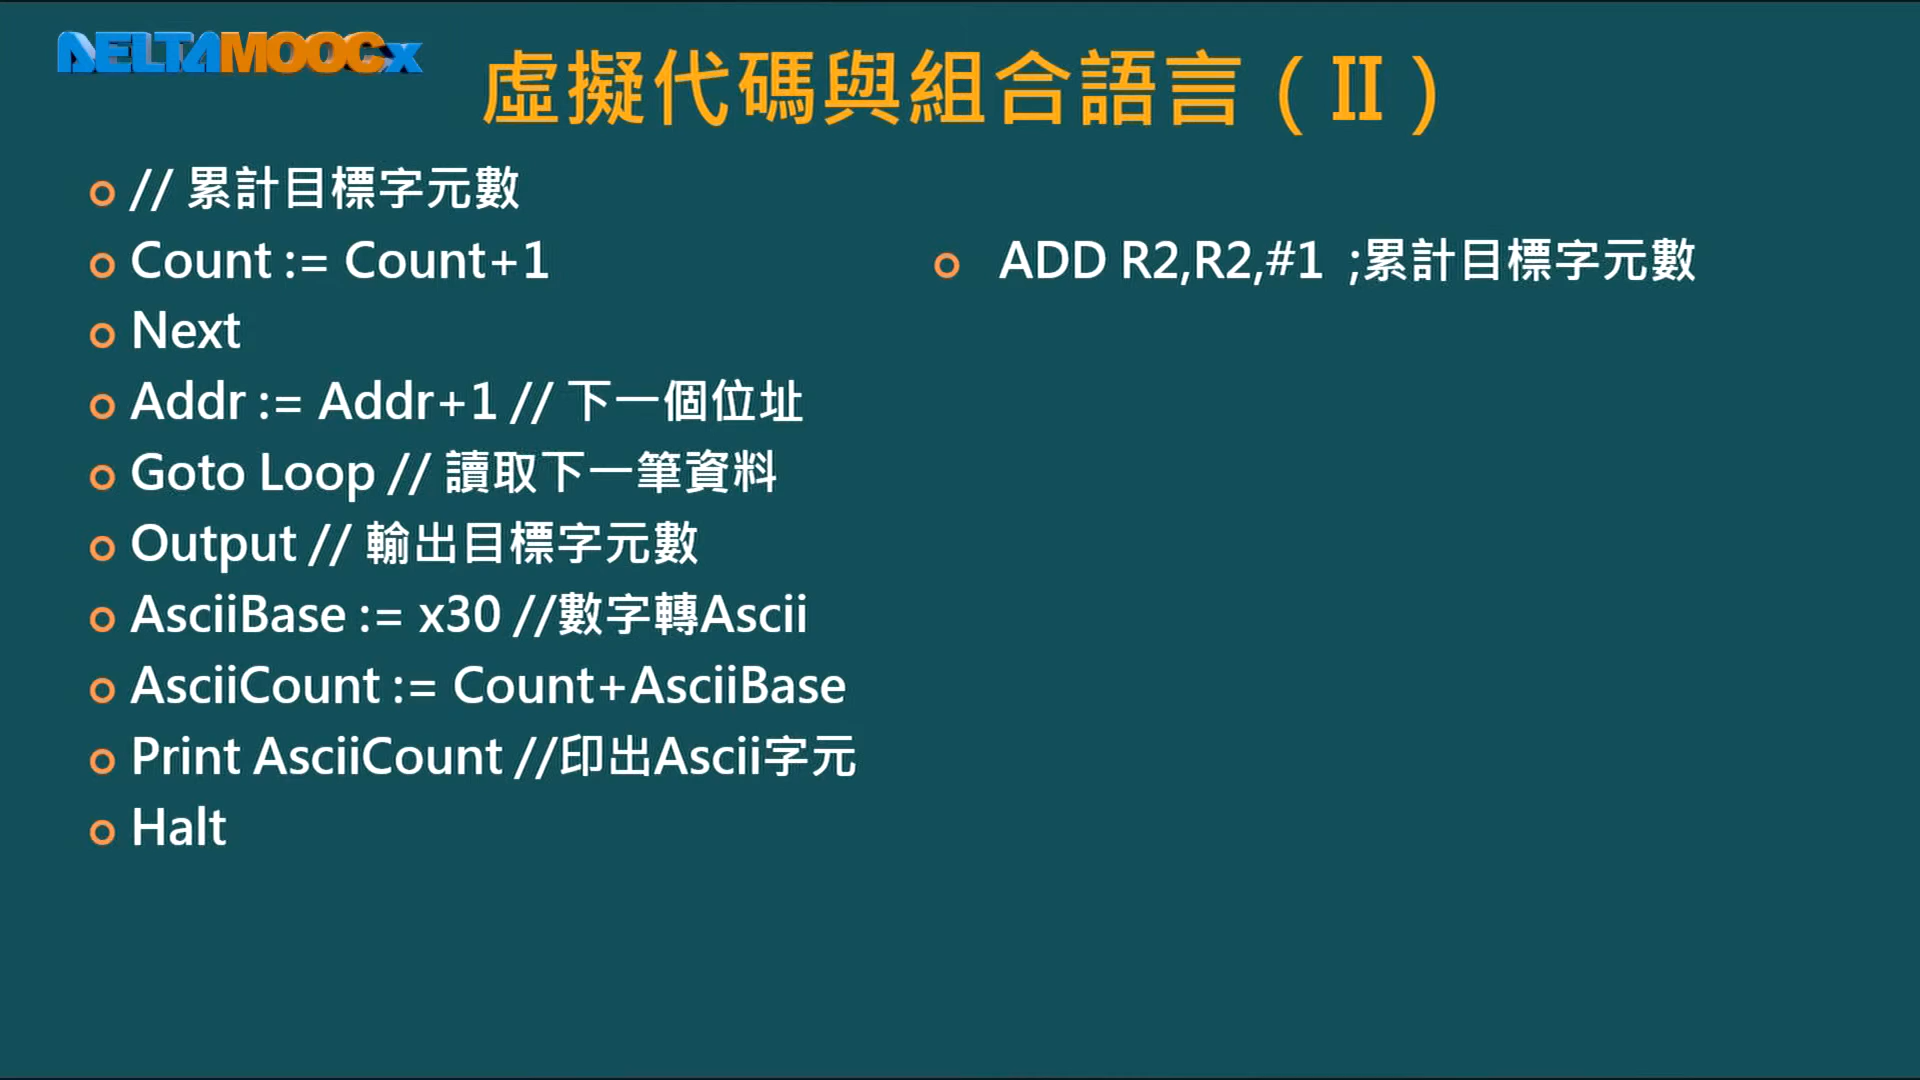 DELTAMOOCx
虛擬代碼與組合語言（II）
// 累計目標字元數
Count := Count+1
ADD R2,R2,#1 ;累計目標字元數
Next
Addr := Addr+1 // 下一個位址
Goto Loop // 讀取下一筆資料
Output // 輸出目標字元數
AsciiBase := x30 //數字轉Ascii
AsciiCount := Count+AsciiBase
Print AsciiCount //印出Ascii字元
Halt